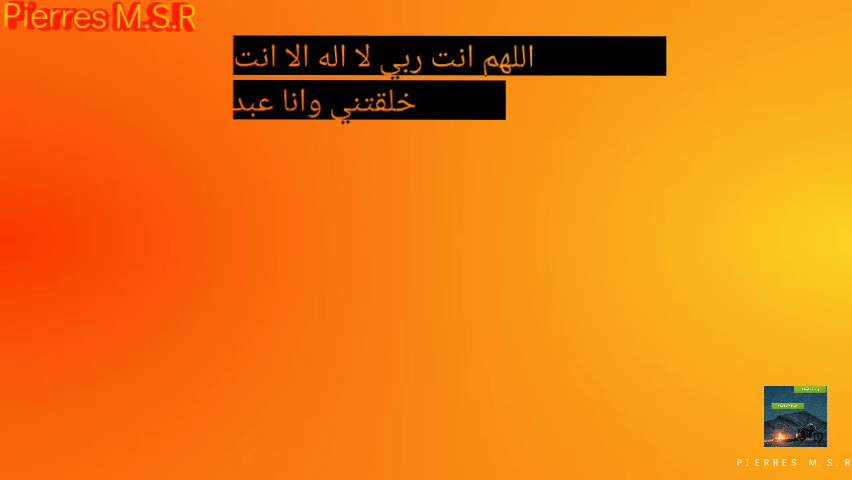 Pierres M.S.R
اللهم انت ربي لا اله الا انت
خلقتني وانا عبد
PIERRES M.S.R